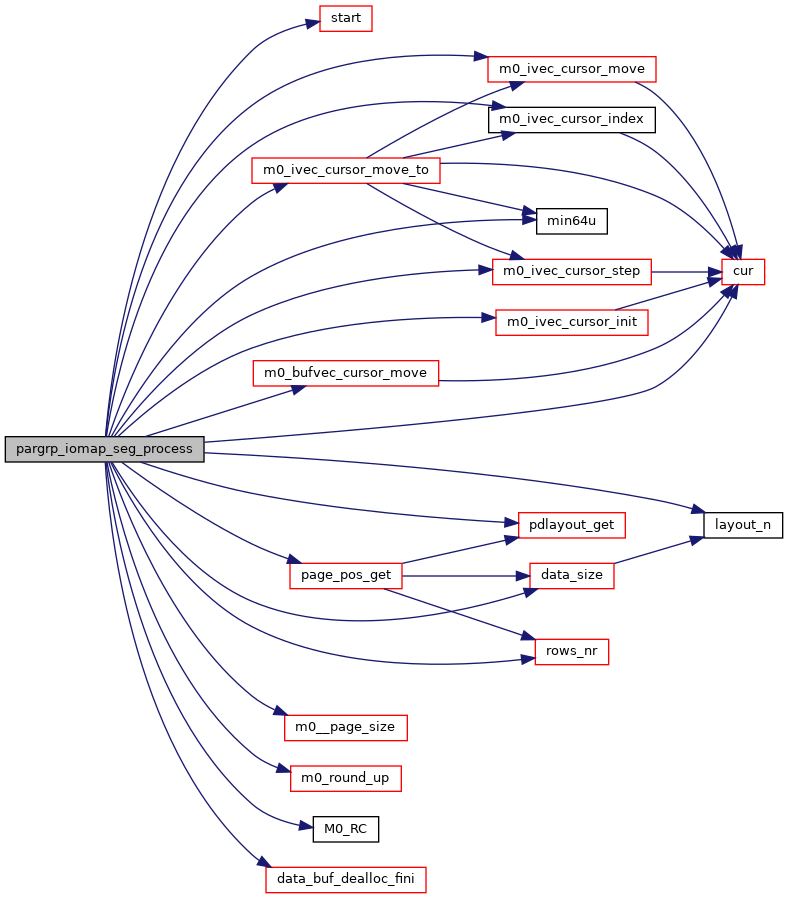 start
m0_ivec_cursor_move
m0_ivec_cursor_index
m0_ivec_cursor_move_to
min64u
m0_ivec_cursor_step
cur
m0_ivec_cursor_init
m0_bufvec_cursor_move
pargrp_iomap_seg_process
pdlayout_get
layout_n
page_pos_get
data_size
rows_nr
m0__page_size
m0_round_up
M0_RC
data_buf_dealloc_fini